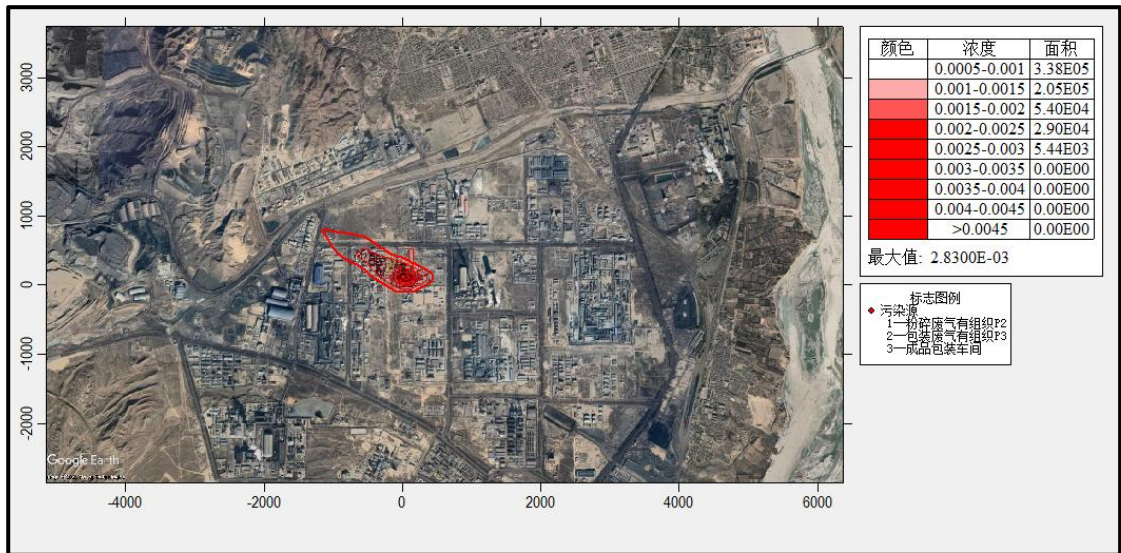 3000
2000
1000
0
-1000
-2000
-4000
-2000
0
2000
4000
6000
Google Earth
颜色 浓度 面积
0.0005-0.001 3.38E05
0.001-0.0015 2.05E05
0.0015-0.002 5.40E04
0.002-0.0025 2.90E04
0.0025-0.003 5.44E03
0.003-0.0035 0.00E00
0.0035-0.004 0.00E00
0.004-0.0045 0.00E00
>0.0045 0.00E00
最大值: 2.8300E-03
标志图例
污染源
1—粉碎废气有组织P2
2—包装废气有组织P3
3—成品包装车间